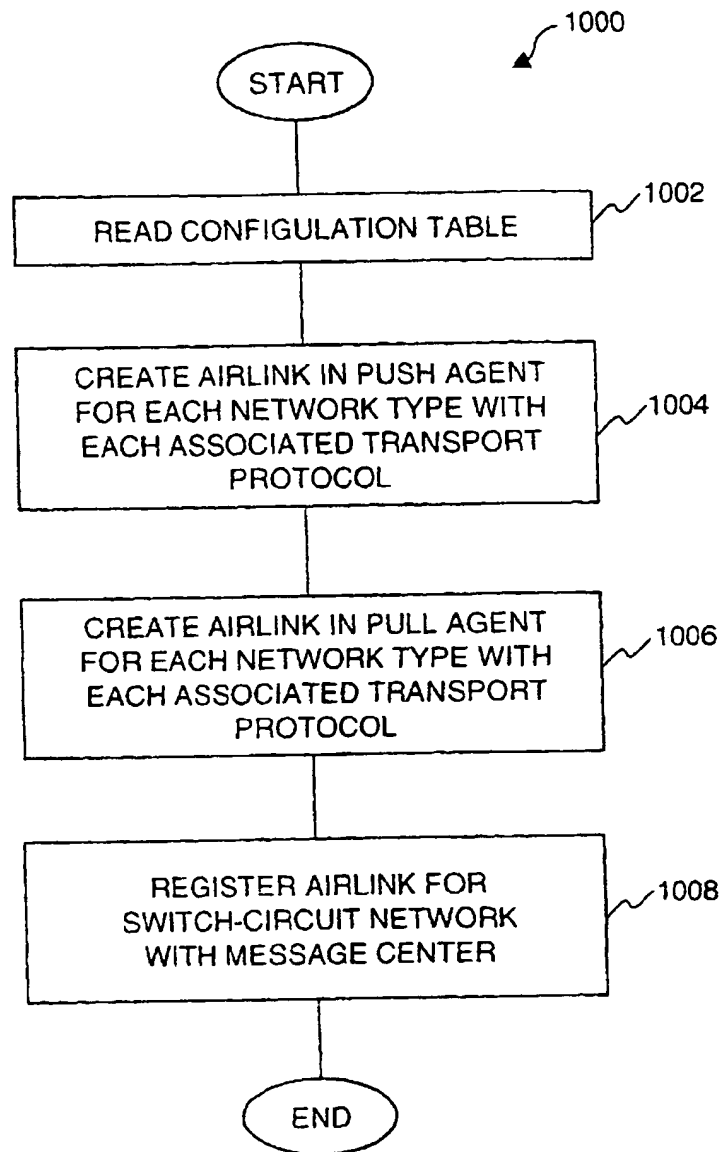 1000
START
1002
READ CONFIGULATION TABLE
CREATE AIRLINK IN PUSH AGENT
FOR EACH NETWORK TYPE WITH
EACH ASSOCIATED TRANSPORT
PROTOCOL
1004
CREATE AIRLINK IN PULL AGENT
FOR EACH NETWORK TYPE WITH
EACH ASSOCIATED TRANSPORT
PROTOCOL
1006
REGISTER AIRLINK FOR
SWITCH-CIRCUIT NETWORK
WITH MESSAGE CENTER
1008
END